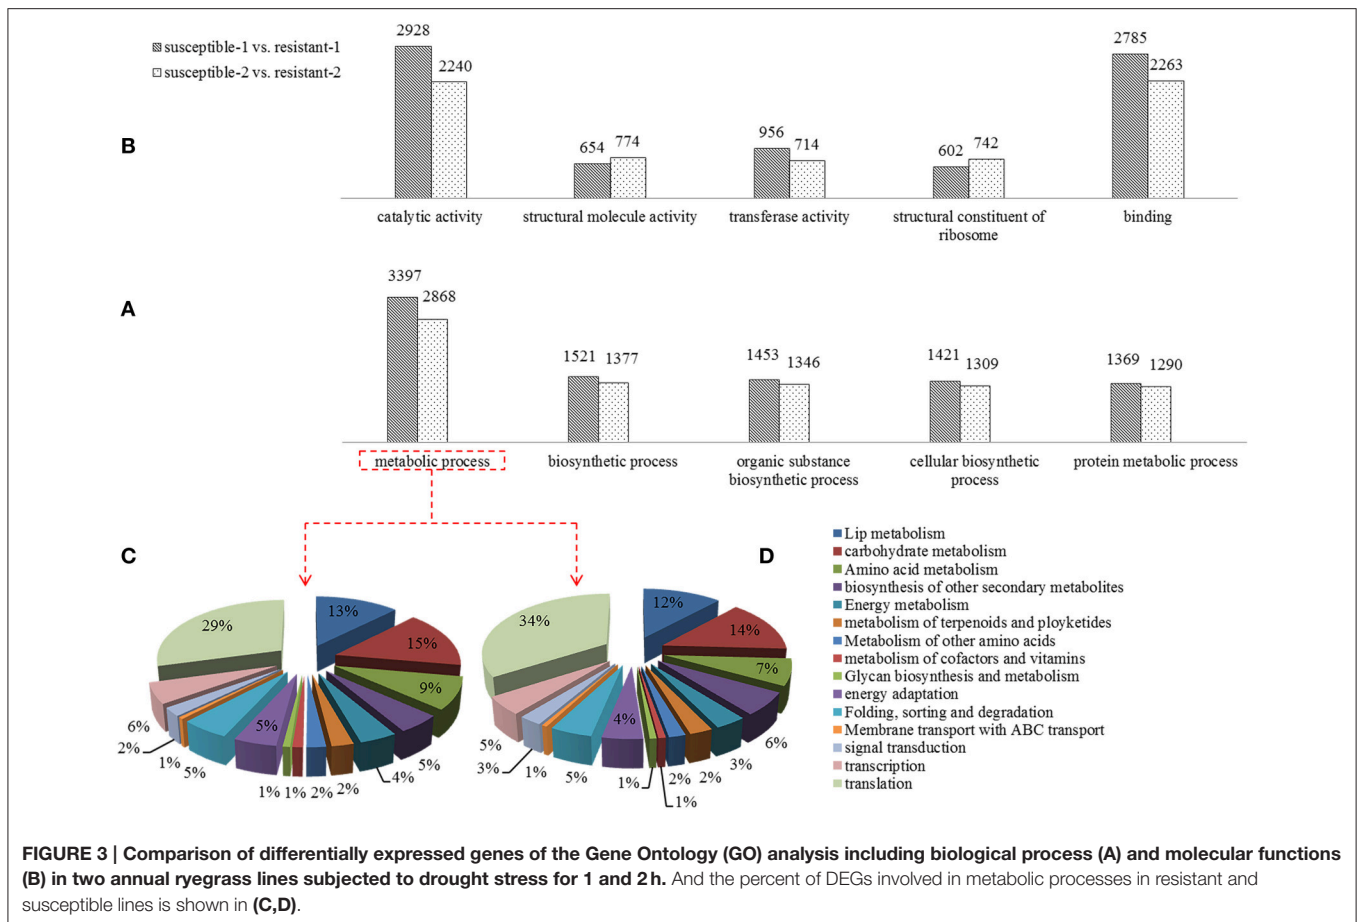 susceptible-1 vs. resistant-1
susceptible-2 vs. resistant-2
B
2928
2240
654
774
956
714
602
742
2785
2263
catalytic activity
structural molecule activity
transferase activity
structural constituent of
ribosome
binding
A
3397
2868
1521
1377
1453
1346
1421
1309
1369
1290
metabolic process
biosynthetic process
organic substance
biosynthetic process
cellular biosynthetic
process
protein metabolic process
C
13%
15%
9%
5%
4%
2%
2%
1%
1%
5%
5%
1%
2%
6%
29%
D
12%
14%
7%
6%
3%
2%
2%
1%
1%
4%
5%
1%
3%
5%
34%
Lip metabolism
carbohydrate metabolism
Amino acid metabolism
biosynthesis of other secondary metabolites
Energy metabolism
metabolism of terpenoids and ployketides
Metabolism of other amino acids
metabolism of cofactors and vitamins
Glycan biosynthesis and metabolism
energy adaptation
Folding, sorting and degradation
Membrane transport with ABC transport
signal transduction
transcription
translation
FIGURE 3 | Comparison of differentially expressed genes of the Gene Ontology (GO) analysis including biological process (A) and molecular functions
(B) in two annual ryegrass lines subjected to drought stress for 1 and 2 h. And the percent of DEGs involved in metabolic processes in resistant and
susceptible lines is shown in (C,D).